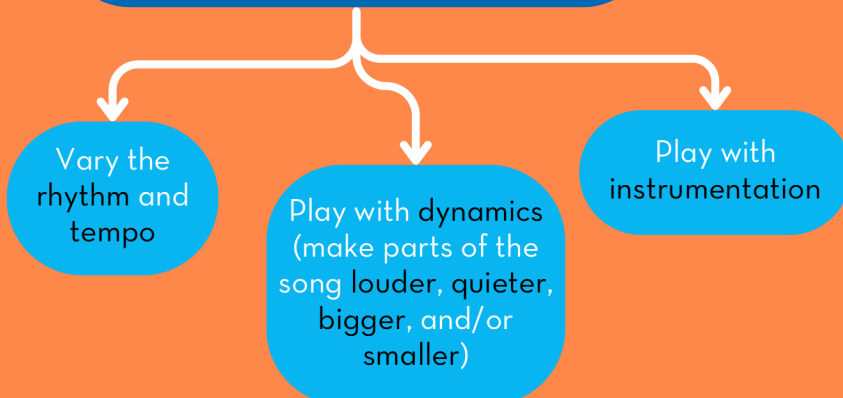 Vary the
rhythm and
tempo
Play with dynamics
(make parts of the
song louder, quieter,
bigger, and/or
smaller)
Play with
instrumentation